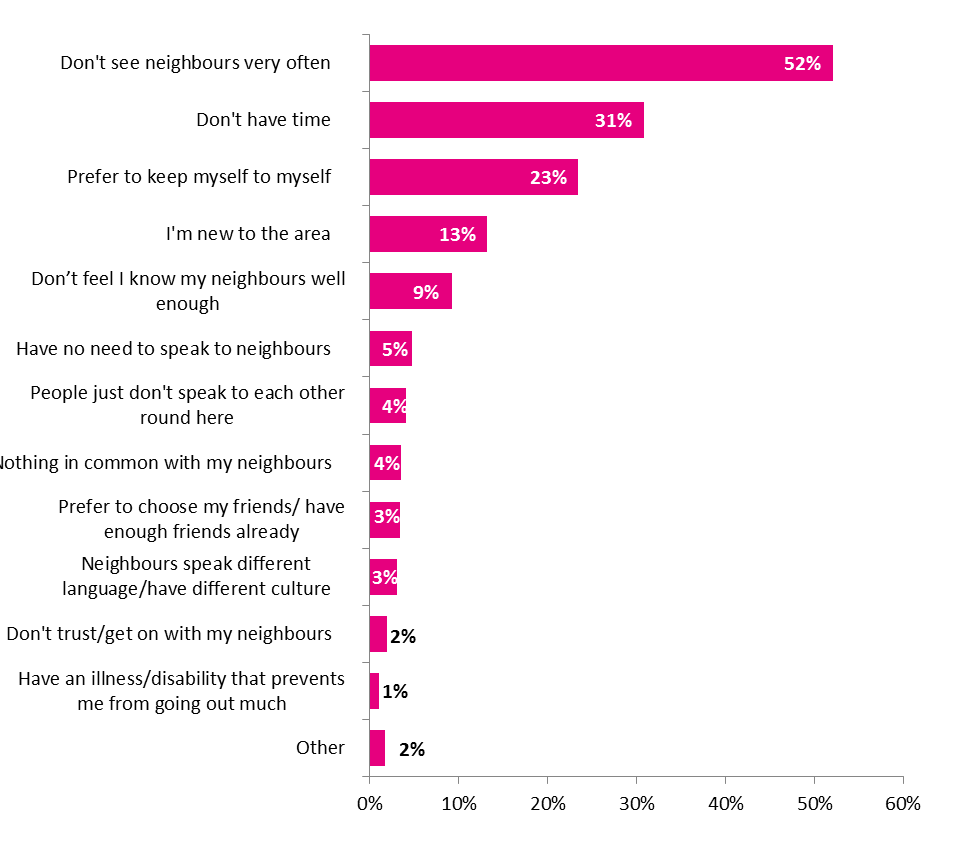 Don't see neighbours very often
52%
Don't have time
31%
Prefer to keep myself to myself
23%
I'm new to the area
13%
Don’t feel I know my neighbours well
enough
9%
Have no need to speak to neighbours
5%
People just don't speak to each other
round here
4%
Nothing in common with my neighbours
4%
Prefer to choose my friends/ have
enough friends already
3%
Neighbours speak different
language/have different culture
3%
Don't trust/get on with my neighbours
2%
Have an illness/disability that prevents
me from going out much
1%
Other
2%
0% 10% 20% 30% 40% 50% 60%